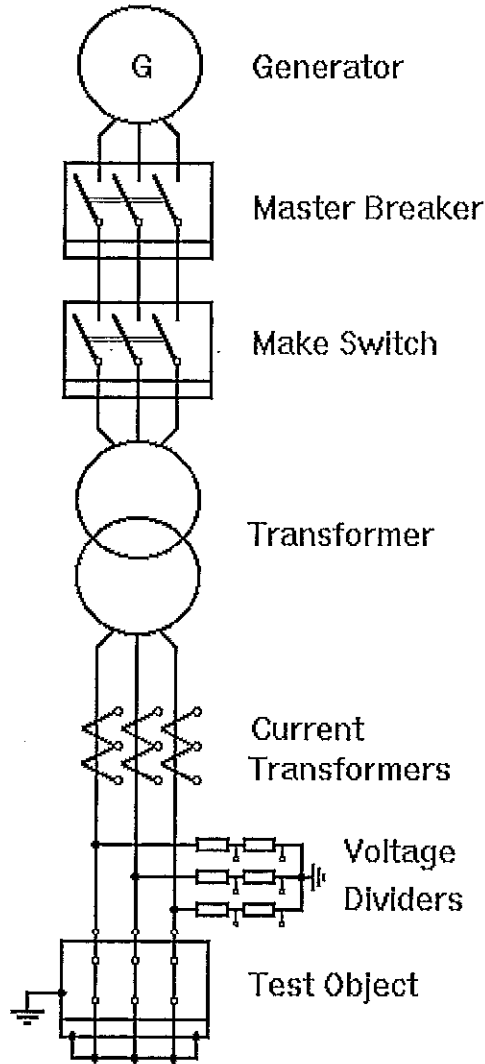 G
Generator
Master Breaker
Make Switch
Transformer
Current
Transformers
Voltage
Dividers
Test Object